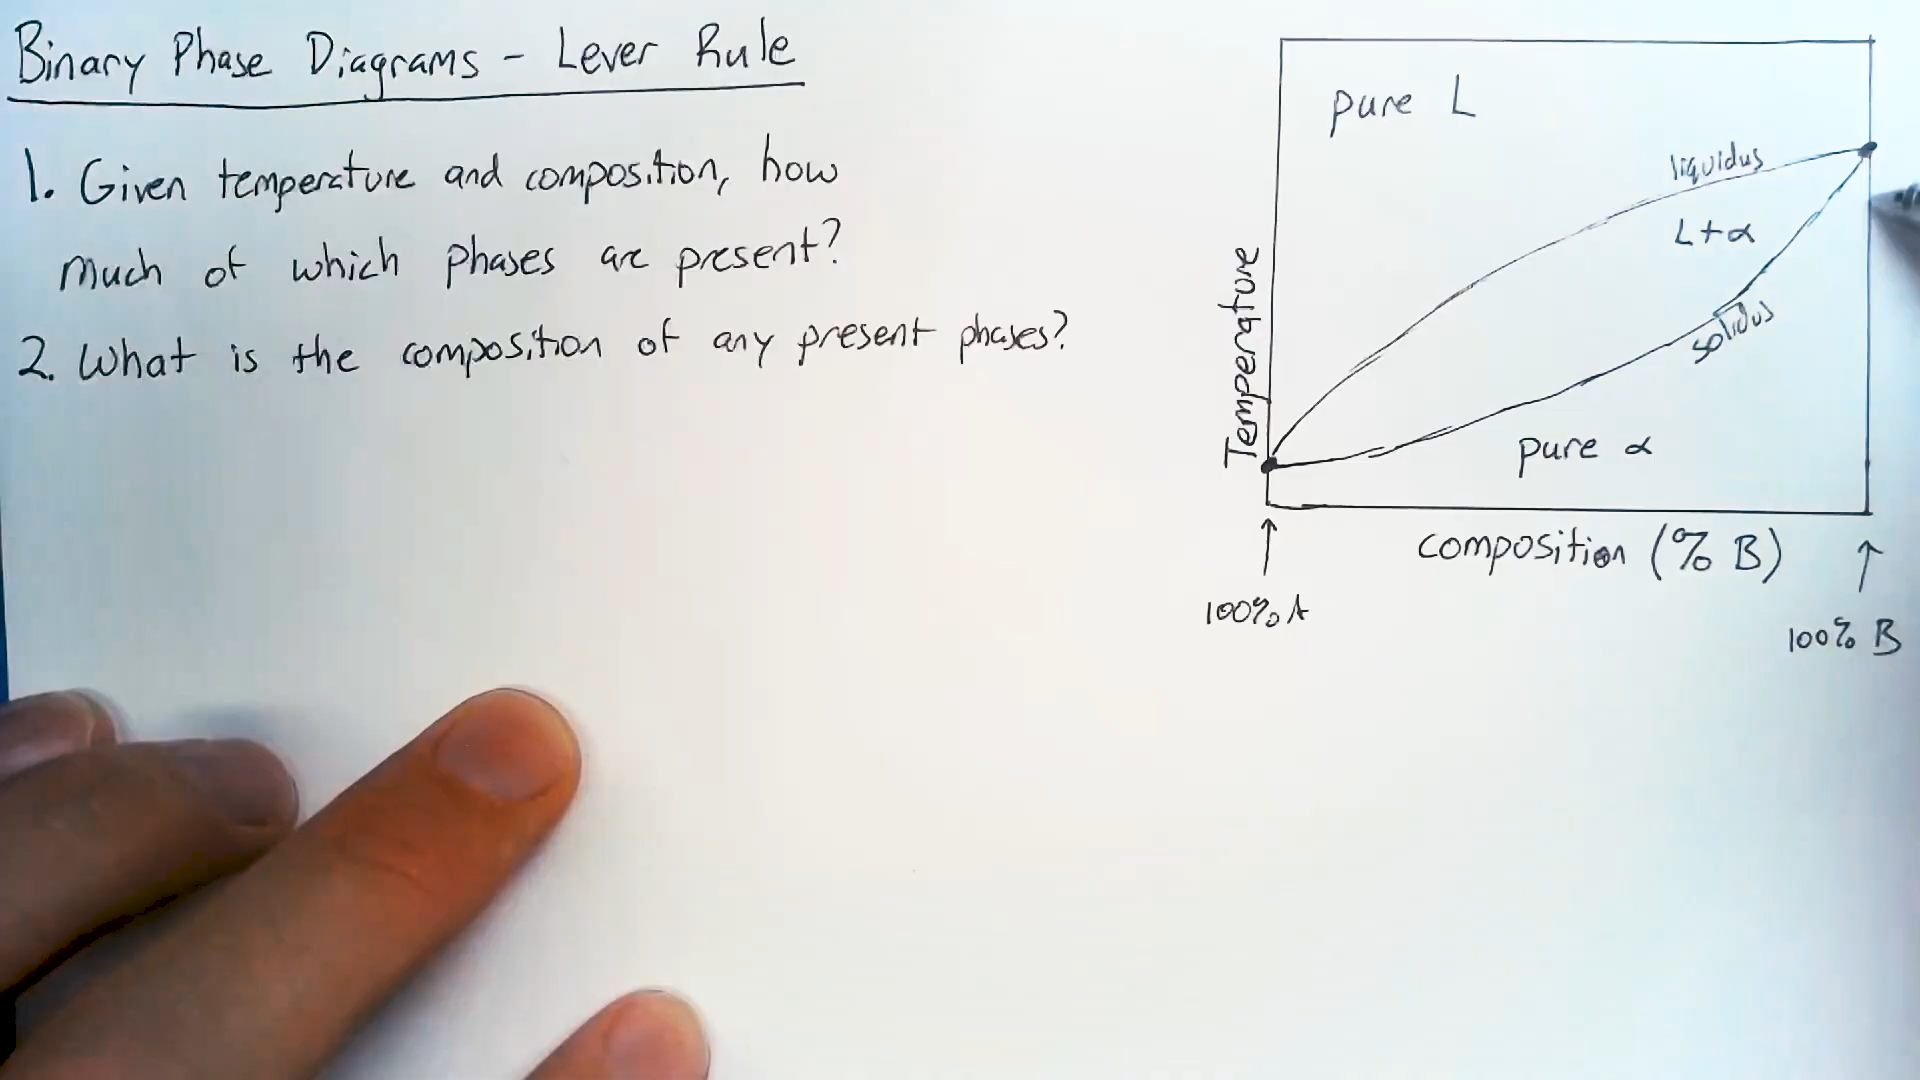 Binary Phase Diagrams - Lever Rule
1. Given temperature and composition, how
much of which phases are present?
2. What is the composition of any present phases?
pure L
liquidus
L+α
solidus
pure α
Temperature
composition (% B)
100% A
100% B